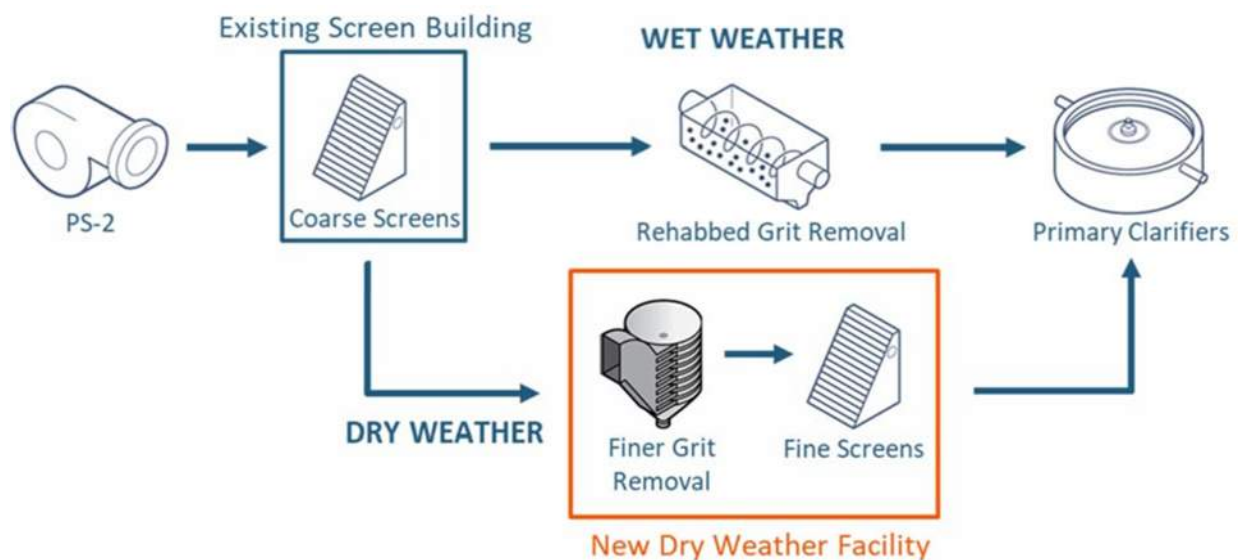 Existing Screen Building
WET WEATHER
PS-2
Coarse Screens
Rehabbed Grit Removal
Primary Clarifiers
DRY WEATHER
Finer Grit
Removal
Fine Screens
New Dry Weather Facility